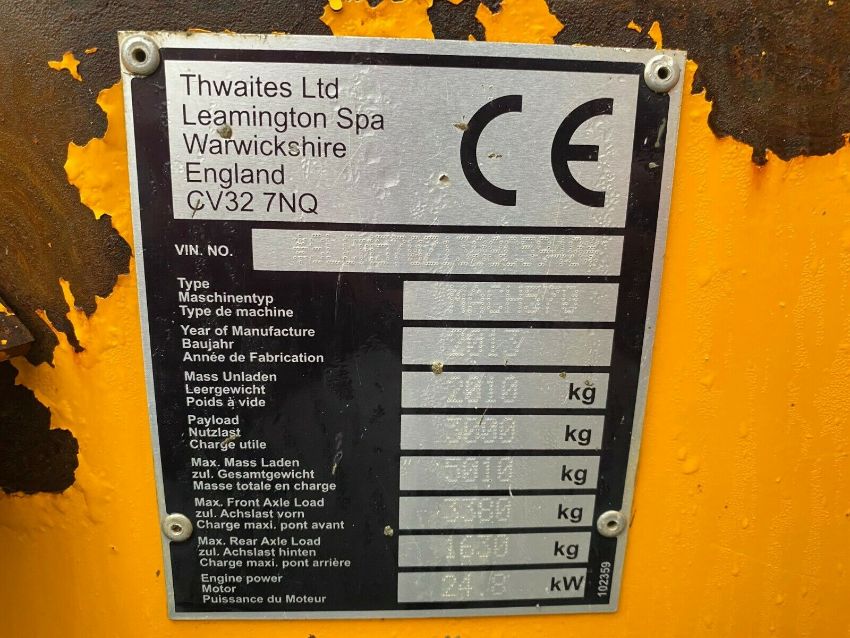 Thwaites Ltd
Leamington Spa
Warwickshire
England
CV32 7NQ
CE
VIN. NO.
Type
Maschinentyp
Type de machine
Year of Manufacture
Baujahr
Année de Fabrication
2017
Mass Unladen
Leergewicht
Poids à vide
2010 kg
Payload
Nutzlast
Charge utile
3000 kg
Max. Mass Laden
zul. Gesamtgewicht
Masse totale en charge
5010 kg
Max. Front Axle Load
zul. Achslast vorn
Charge maxi. pont avant
3380 kg
Max. Rear Axle Load
zul. Achslast hinten
Charge maxi. pont arrière
1630 kg
Engine power
Motor
Puissance du Moteur
24.8 kW
102359